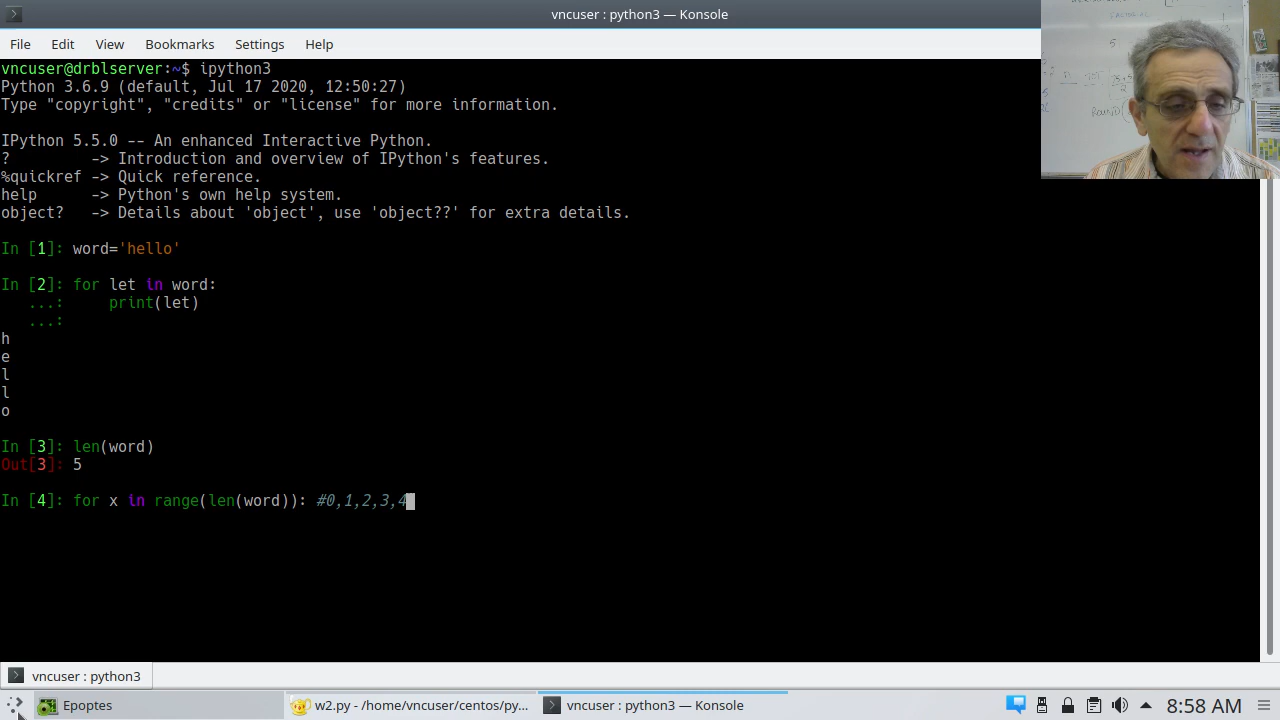 vncuser : python3 — Konsole
File Edit View Bookmarks Settings Help
vncuser@drblserver:~$ ipython3
Python 3.6.9 (default, Jul 17 2020, 12:50:27)
Type "copyright", "credits" or "license" for more information.
IPython 5.5.0 -- An enhanced Interactive Python.
? -> Introduction and overview of IPython's features.
%quickref -> Quick reference.
help -> Python's own help system.
object? -> Details about 'object', use 'object??' for extra details.
In [1]: word='hello'
In [2]: for let in word:
...: print(let)
...:
h
e
l
l
o
In [3]: len(word)
Out[3]: 5
In [4]: for x in range(len(word)): #0,1,2,3,4
vncuser : python3
Epoptes w2.py - /home/vncuser/centos/py... vncuser : python3 — Konsole 8:58 AM